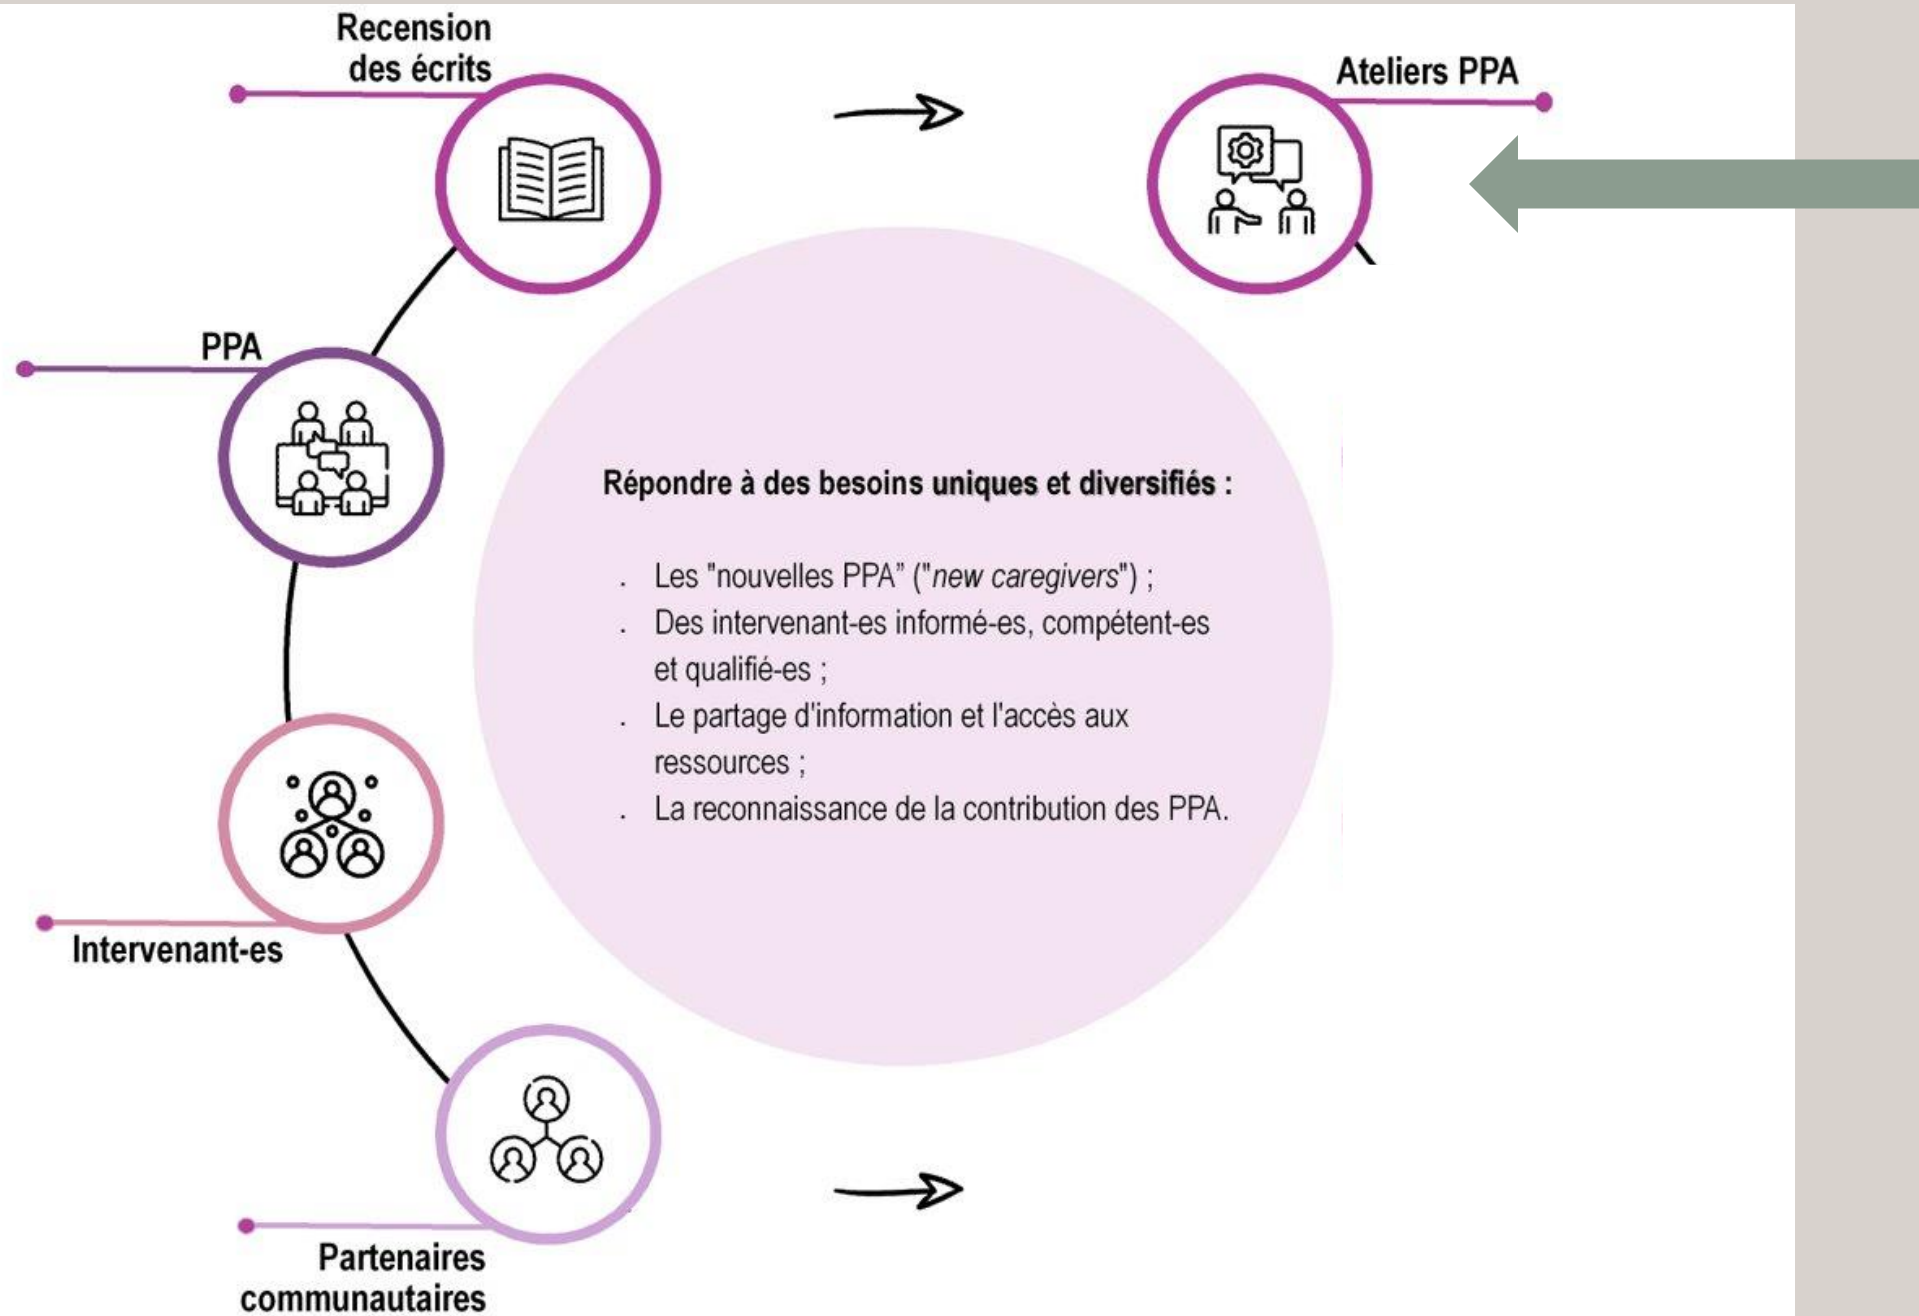 Recension
des écrits
Ateliers PPA
PPA
Répondre à des besoins uniques et diversifiés :
. Les "nouvelles PPA” ("new caregivers") ;
. Des intervenant-es informé-es, compétent-es
et qualifié-es ;
. Le partage d'information et l'accès aux
ressources ;
. La reconnaissance de la contribution des PPA.
Intervenant-es
Partenaires
communautaires